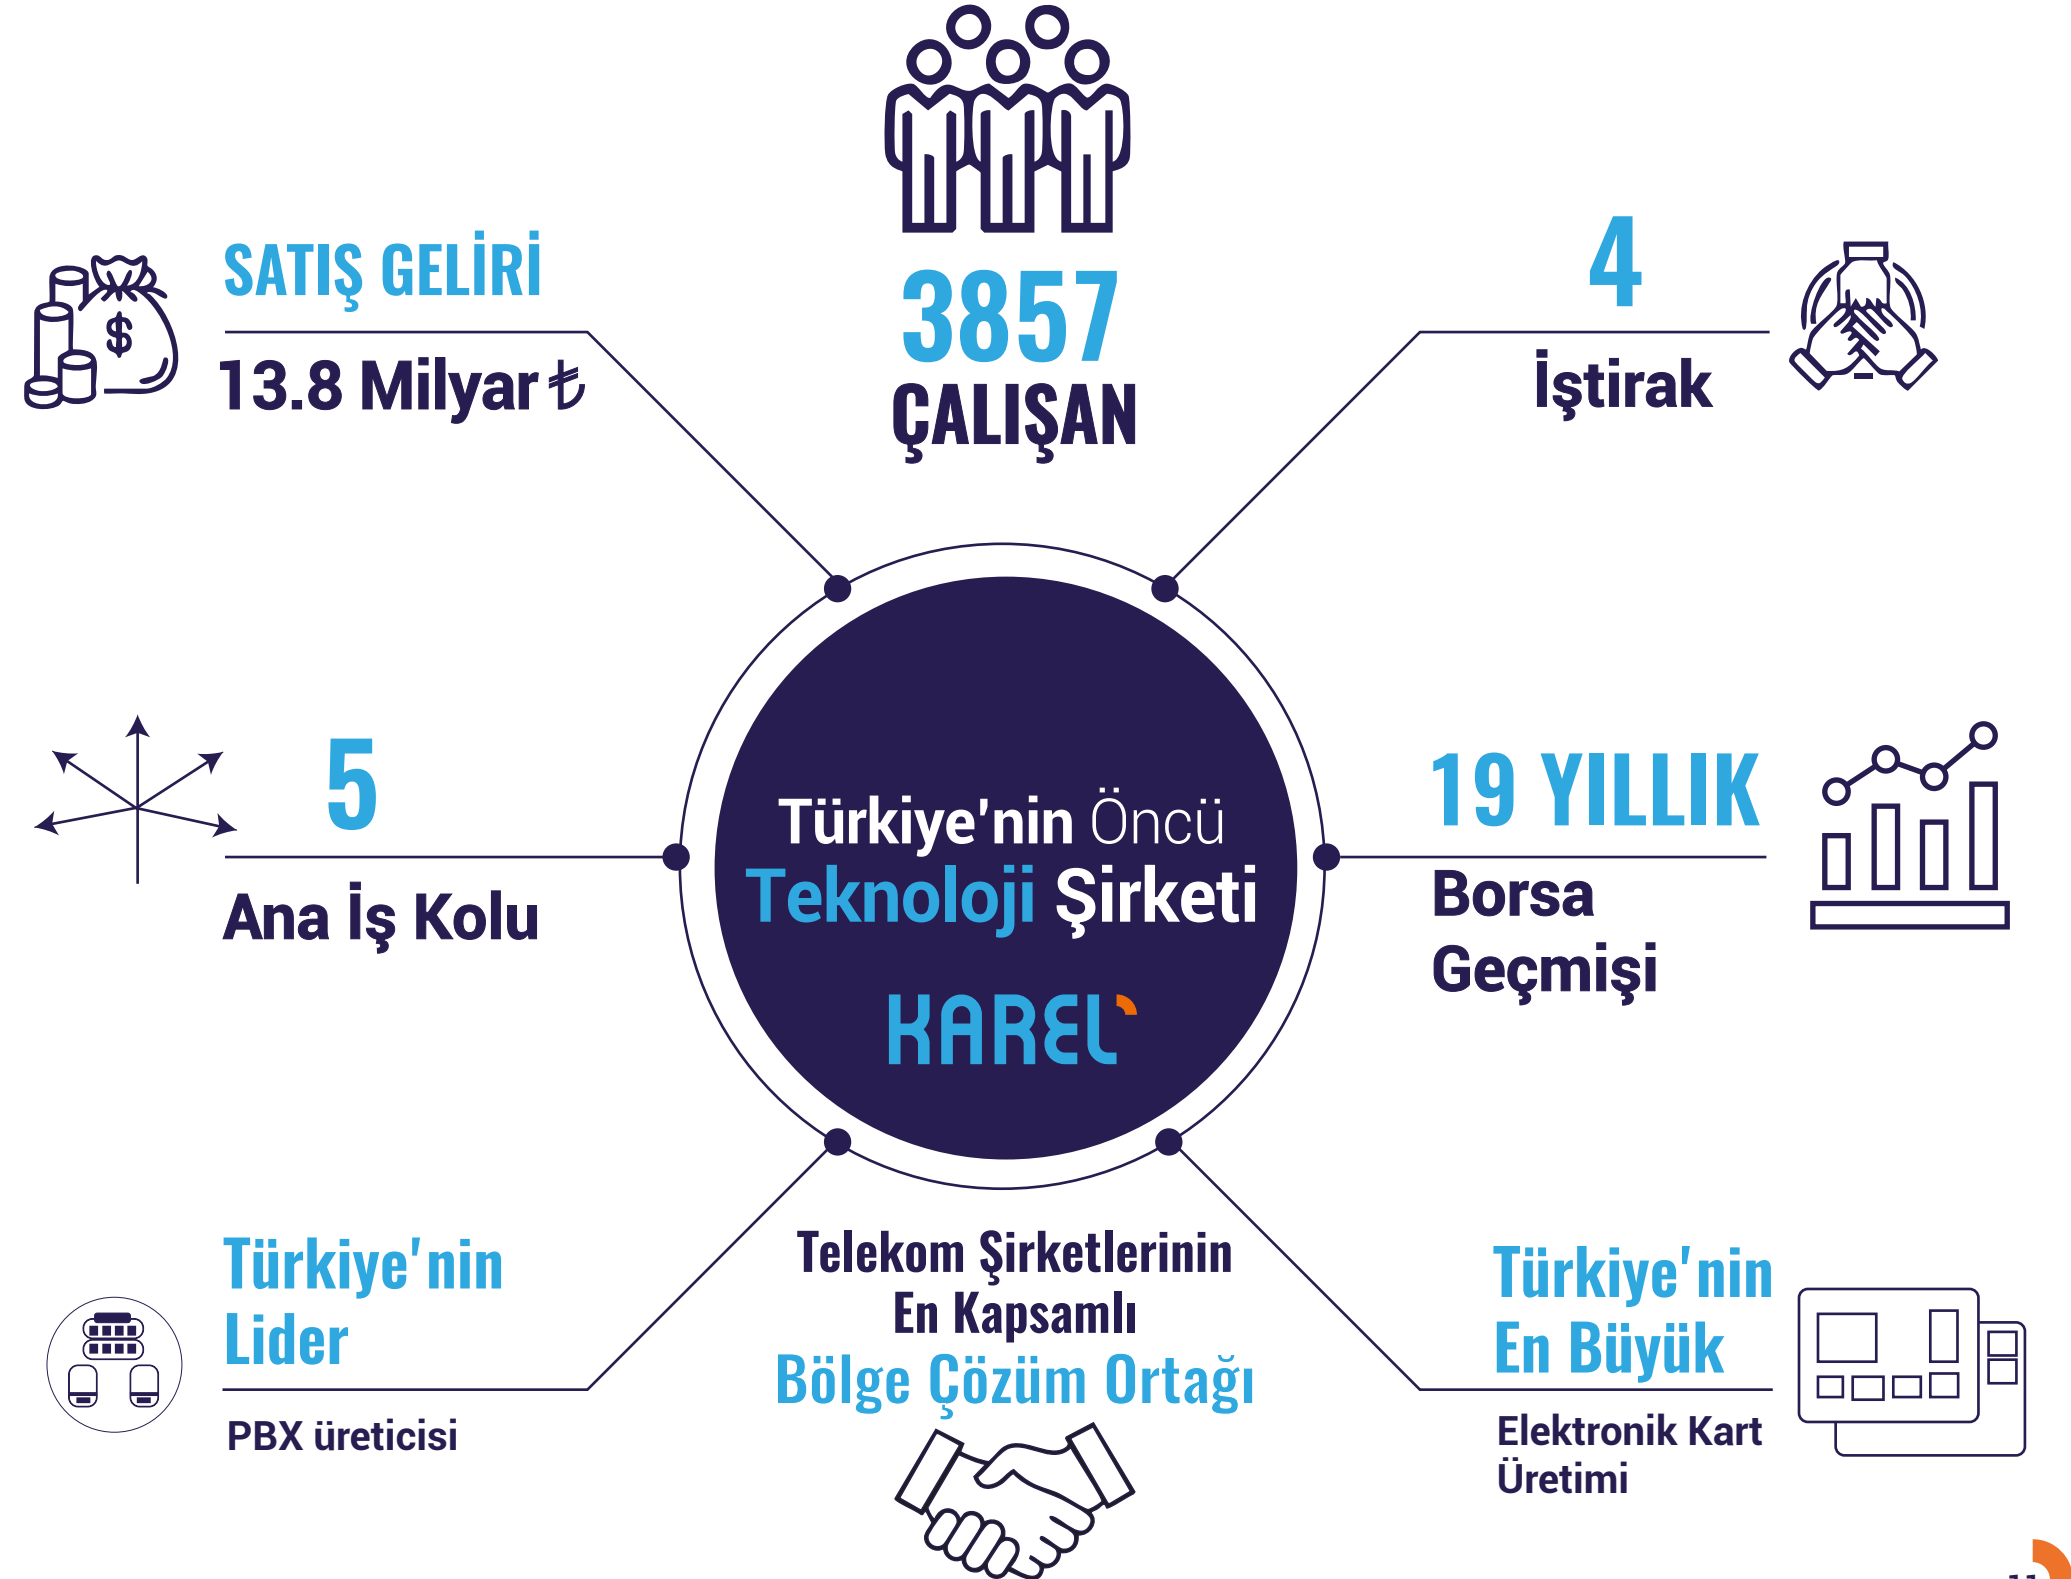 3857
ÇALIŞAN
SATIŞ GELİRİ
13.8 Milyar ₺
4
İştirak
5
Ana İş Kolu
Türkiye'nin Öncü
Teknoloji Şirketi
KAREL
19 YILLIK
Borsa
Geçmişi
Türkiye'nin
Lider
PBX üreticisi
Telekom Şirketlerinin
En Kapsamlı
Bölge Çözüm Ortağı
Türkiye'nin
En Büyük
Elektronik Kart
Üretimi